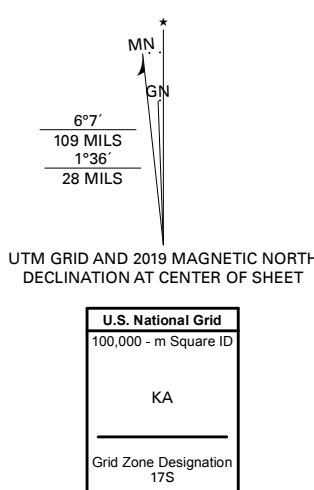 ★
MN
GN
6°7´
109 MILS
1°36´
28 MILS
UTM GRID AND 2019 MAGNETIC NORTH
DECLINATION AT CENTER OF SHEET
U.S. National Grid
100,000 - m Square ID
KA
Grid Zone Designation
17S